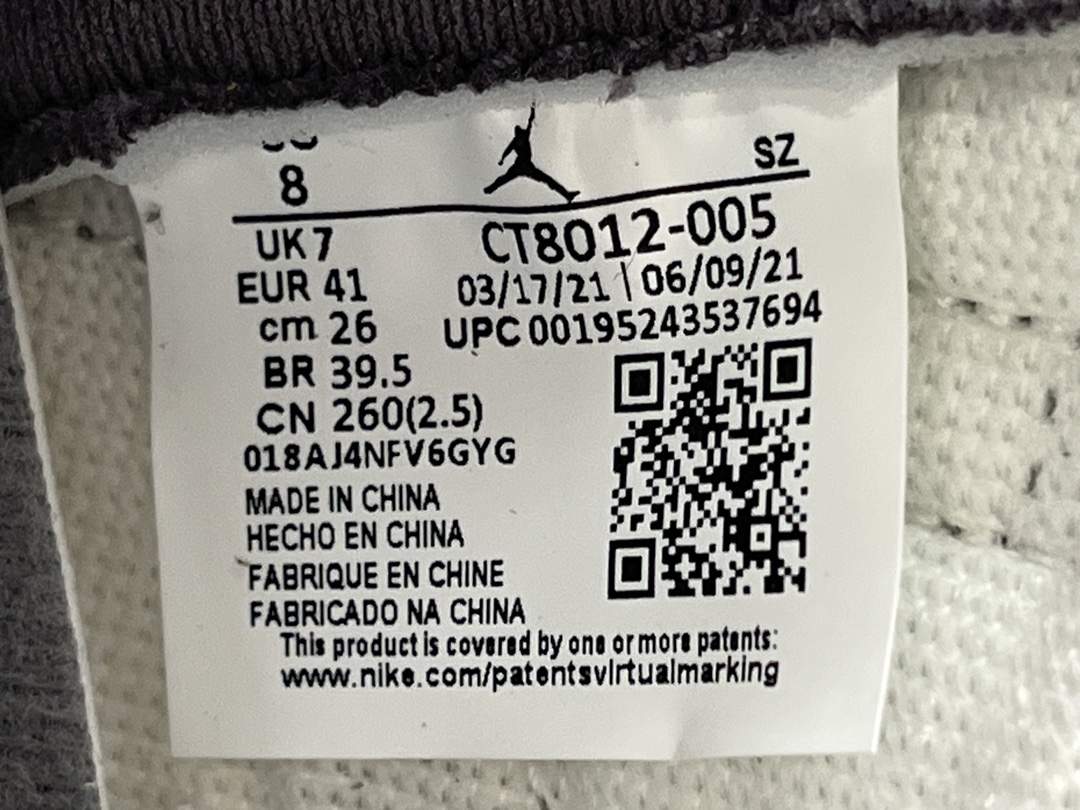 8
SZ
UK 7
CT8012-005
EUR 41
03/17/21 | 06/09/21
cm 26
UPC 00195243537694
BR 39.5
CN 260(2.5)
018AJ4NFV6GYG
MADE IN CHINA
HECHO EN CHINA
FABRIQUE EN CHINE
FABRICADO NA CHINA
This product is covered by one or more patents:
www.nike.com/patentsvirtualmarking